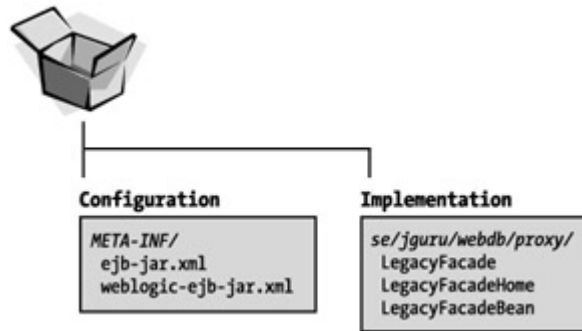 Configuration
META-INF/
ejb-jar.xml
weblogic-ejb-jar.xml
Implementation
se/jguru/webdb/proxy/
LegacyFacade
LegacyFacadeHome
LegacyFacadeBean